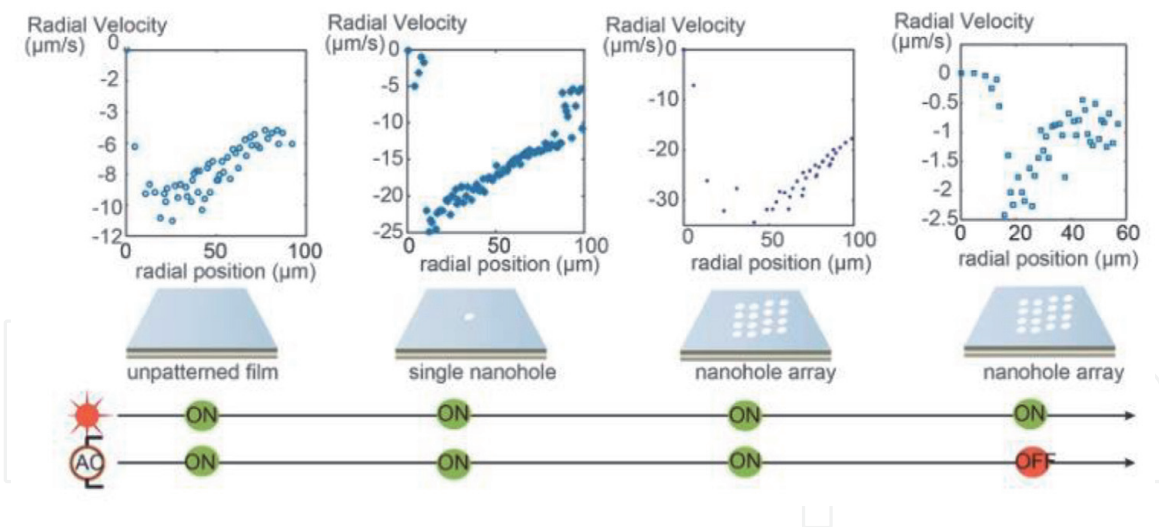 Radial Velocity
(µm/s)
0
-2
-3
-6
-8
-10
-12
0
50
100
radial position (µm)
unpatterned film
Radial Velocity
(µm/s)
0
-5
-10
-15
-20
-25
0
50
100
radial position (µm)
single nanohole
Radial Velocity
(µm/s)
0
-10
-20
-30
0
50
100
radial position (µm)
nanohole array
Radial Velocity
(µm/s)
0
-0.5
-1
-1.5
-2
-2.5
0
20
40
60
radial position (µm)
nanohole array
ON
ON
ON
ON
AC
ON
ON
ON
OFF